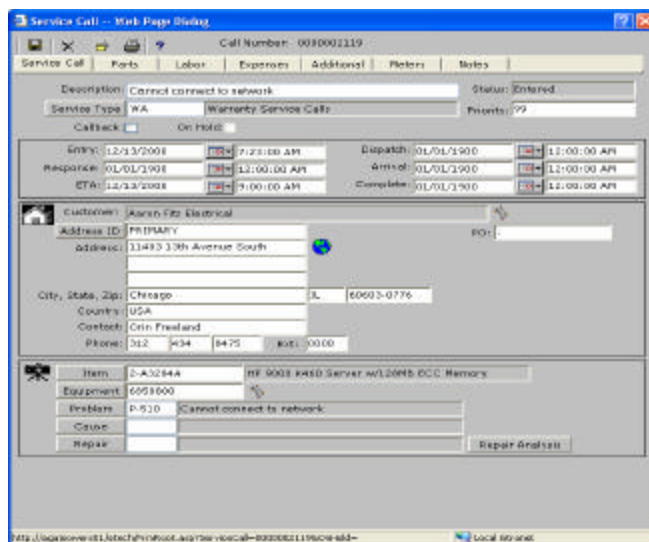 Service Call -- Web Page Dialog
Call Number: 0000002119
Service Call Parts Labor Expenses Additional Meters Notes
Description: Cannot connect to network Status: Entered
Service Type WA Warranty Service Calls Priority: 99
Callback On Hold
Entry: 12/13/2000 7:21:00 AM Dispatch: 01/01/1900 12:00:00 AM
Response: 01/01/1900 12:00:00 AM Arrival: 01/01/1900 12:00:00 AM
ETA: 12/13/2000 9:00:00 AM Complete: 01/01/1900 12:00:00 AM
Customer: Aaron Fitz Electrical
Address ID PRIMARY PO: -
Address: 11403 13th Avenue South
City, State, Zip: Chicago IL 60603-0776
Country: USA
Contact: Orin Freeland
Phone: 312 434 8475 Ext: 0000
Item 2-A3284A HP 9000 K460 Server w/128MB ECC Memory
Equipment 6859800
Problem P-510 Cannot connect to network
Cause
Repair Repair Analysis
Local intranet